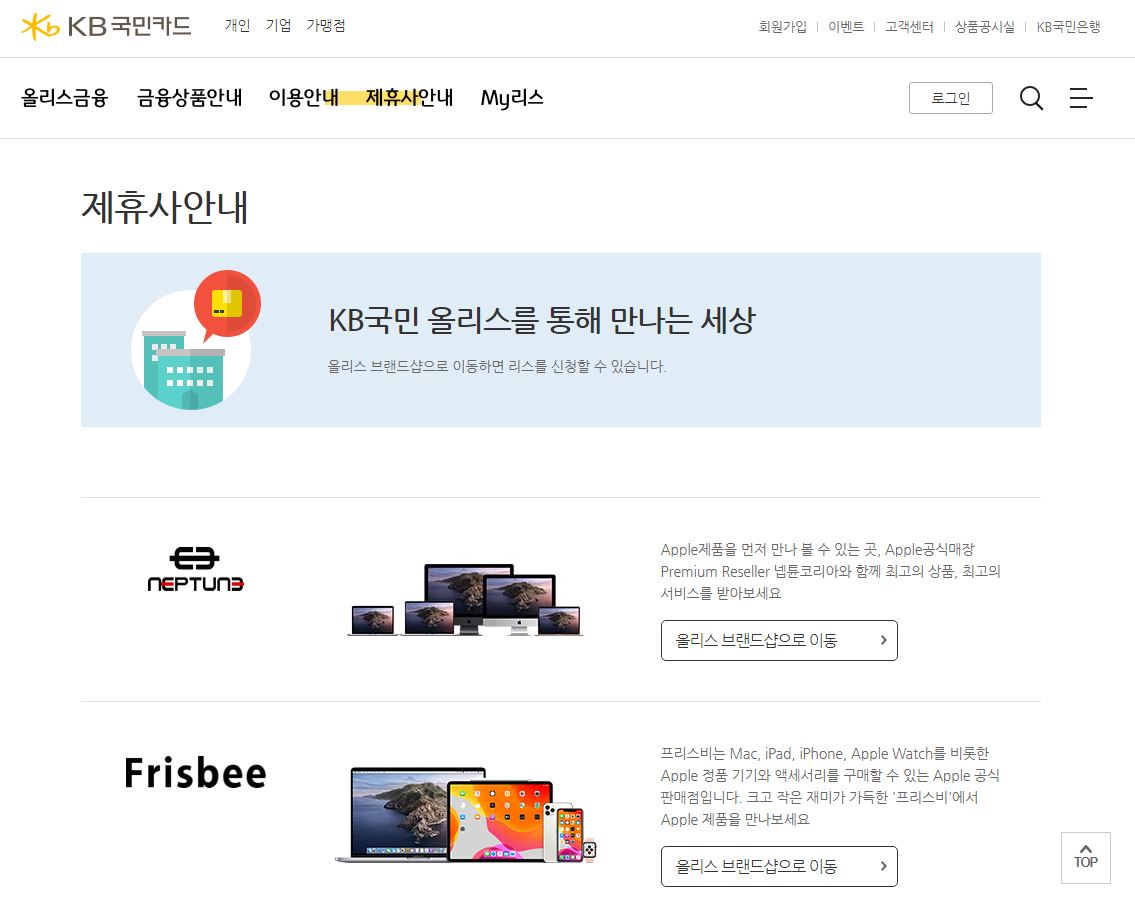 KB국민카드 개인 기업 가맹점 회원가입 이벤트 고객센터 상품공시실 KB국민은행
올리스금융 금융상품안내 이용안내 제휴사안내 My리스 로그인
제휴사안내
KB국민 올리스를 통해 만나는 세상
올리스 브랜드샵으로 이동하면 리스를 신청할 수 있습니다.
NEPTUN3
Apple제품을 먼저 만나 볼 수 있는 곳, Apple공식매장
Premium Reseller 넵튠코리아와 함께 최고의 상품, 최고의
서비스를 받아보세요
올리스 브랜드샵으로 이동
Frisbee
프리스비는 Mac, iPad, iPhone, Apple Watch를 비롯한
Apple 정품 기기와 액세서리를 구매할 수 있는 Apple 공식
판매점입니다. 크고 작은 재미가 가득한 '프리스비'에서
Apple 제품을 만나보세요
올리스 브랜드샵으로 이동
TOP